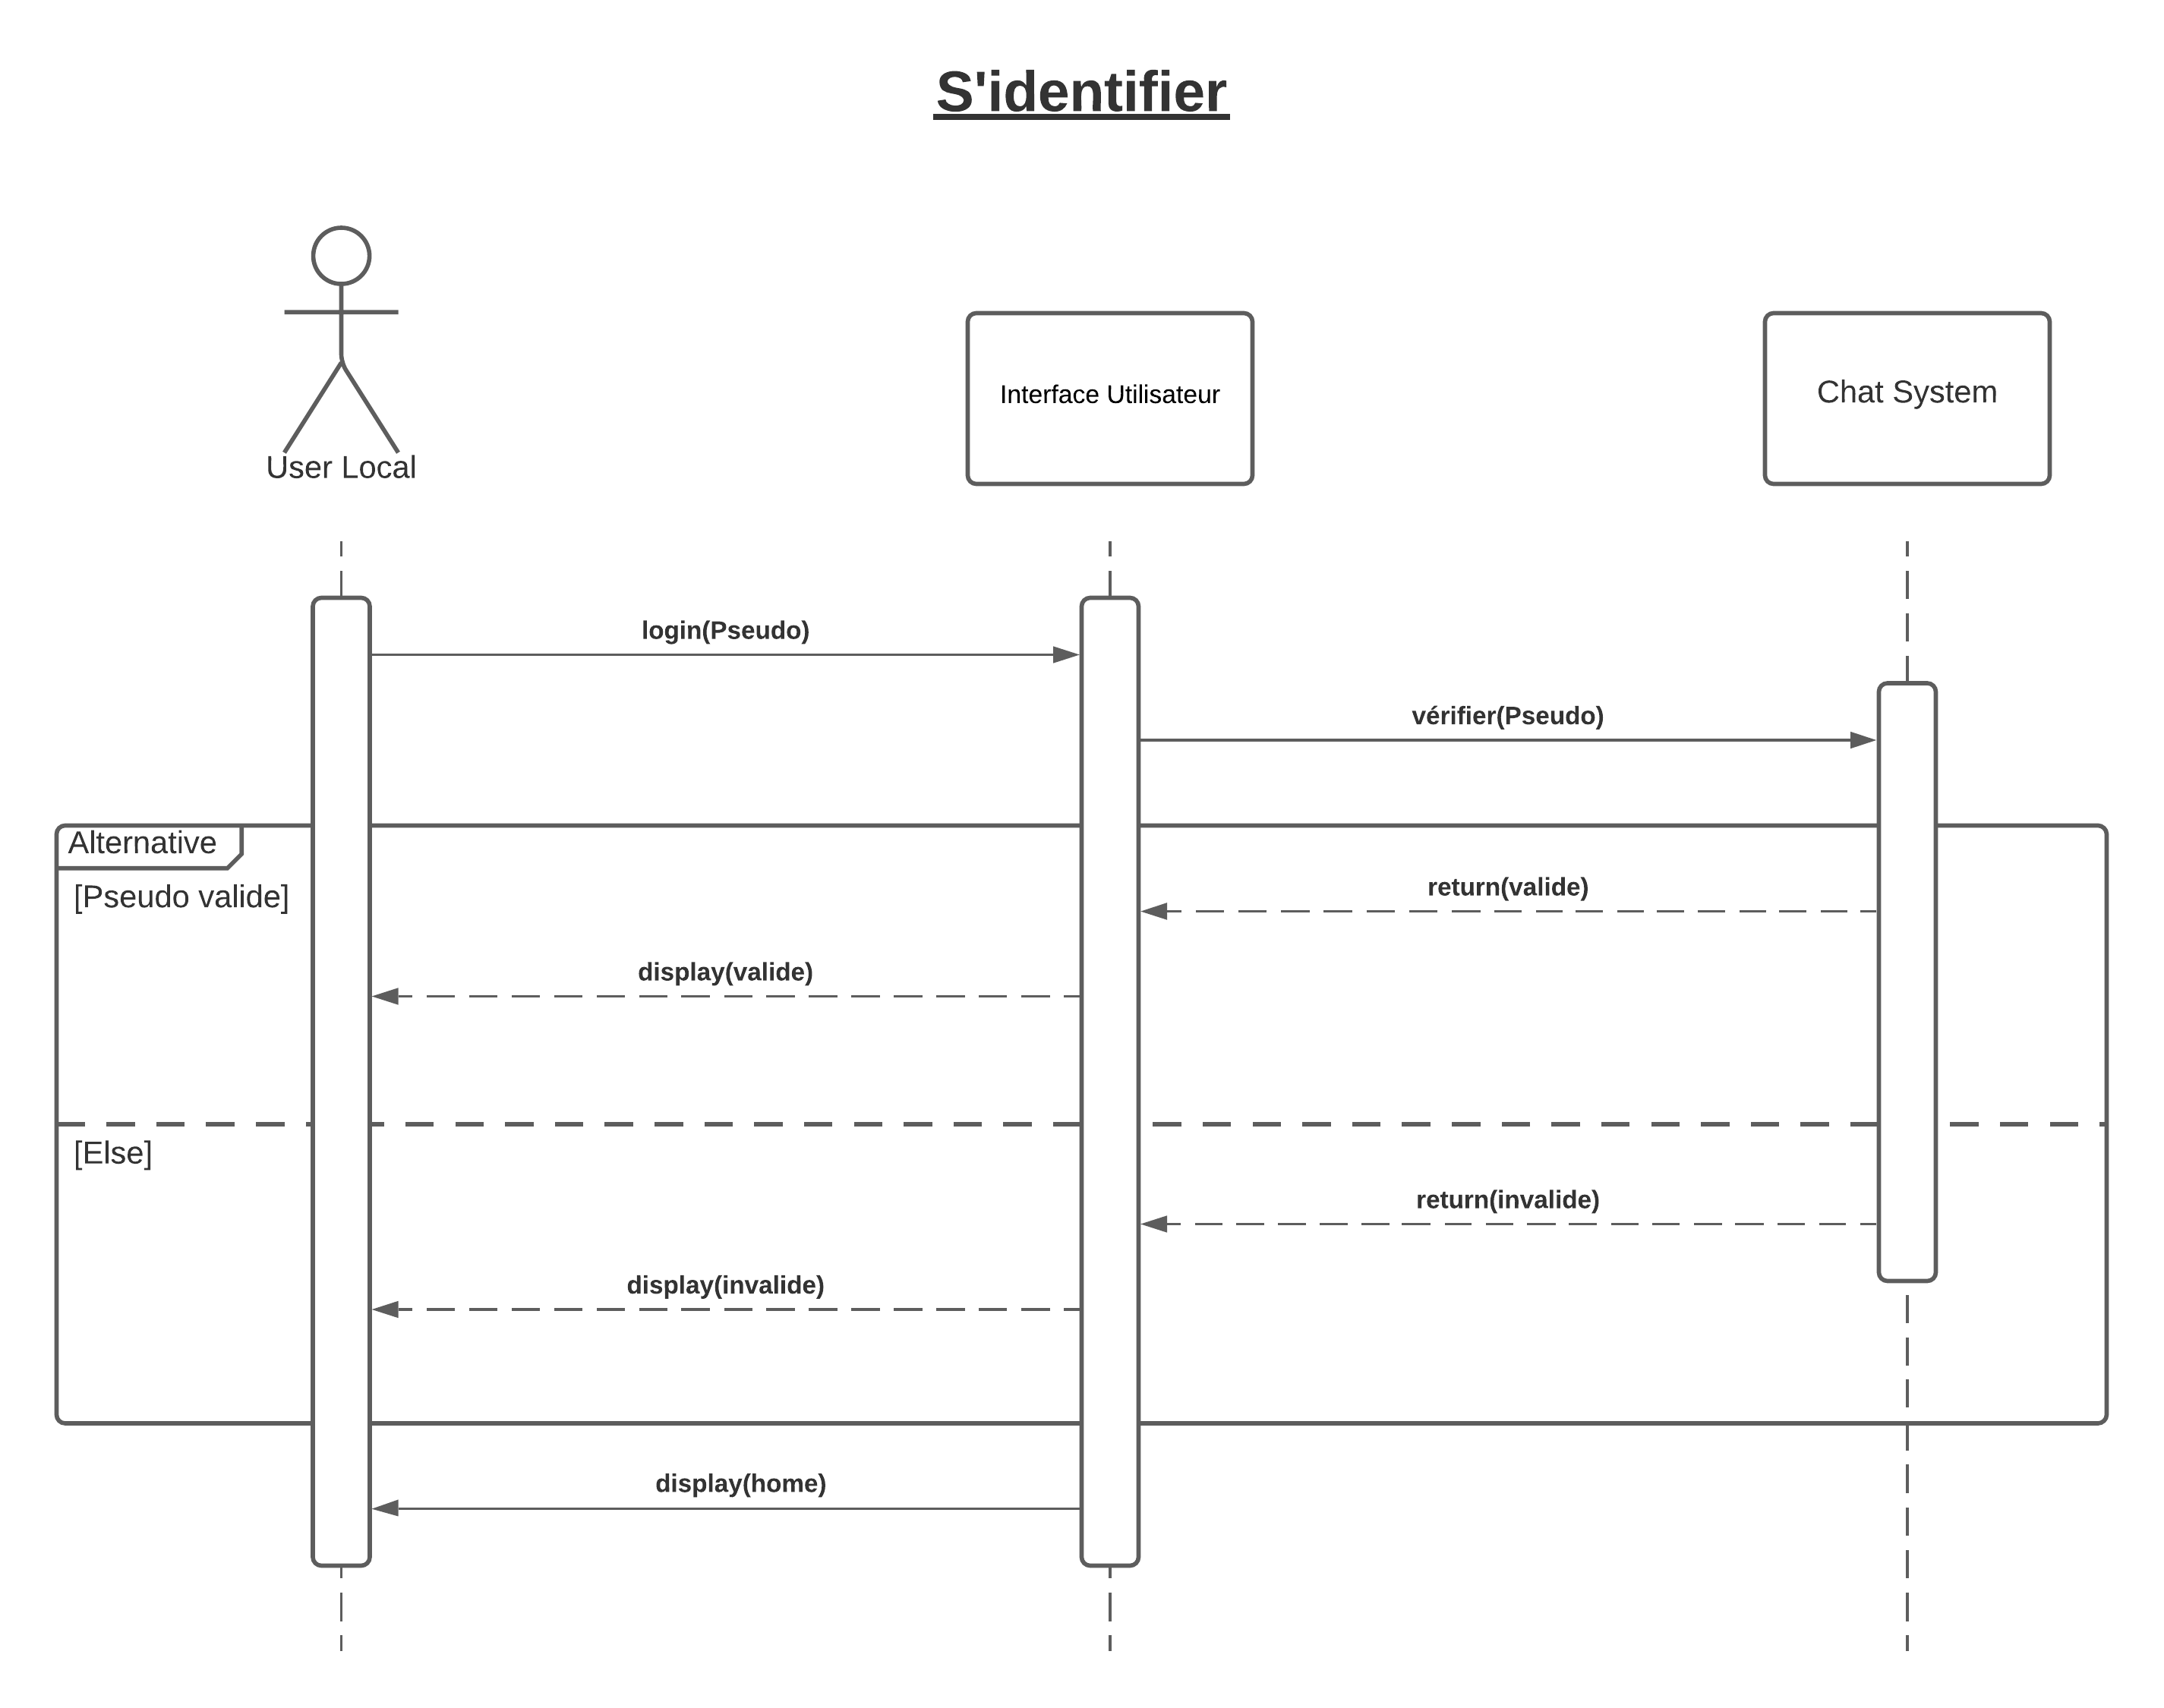 S'identifier
User Local
Interface Utilisateur
Chat System
login(Pseudo)
vérifier(Pseudo)
Alternative
[Pseudo valide]
return(valide)
display(valide)
[Else]
return(invalide)
display(invalide)
display(home)